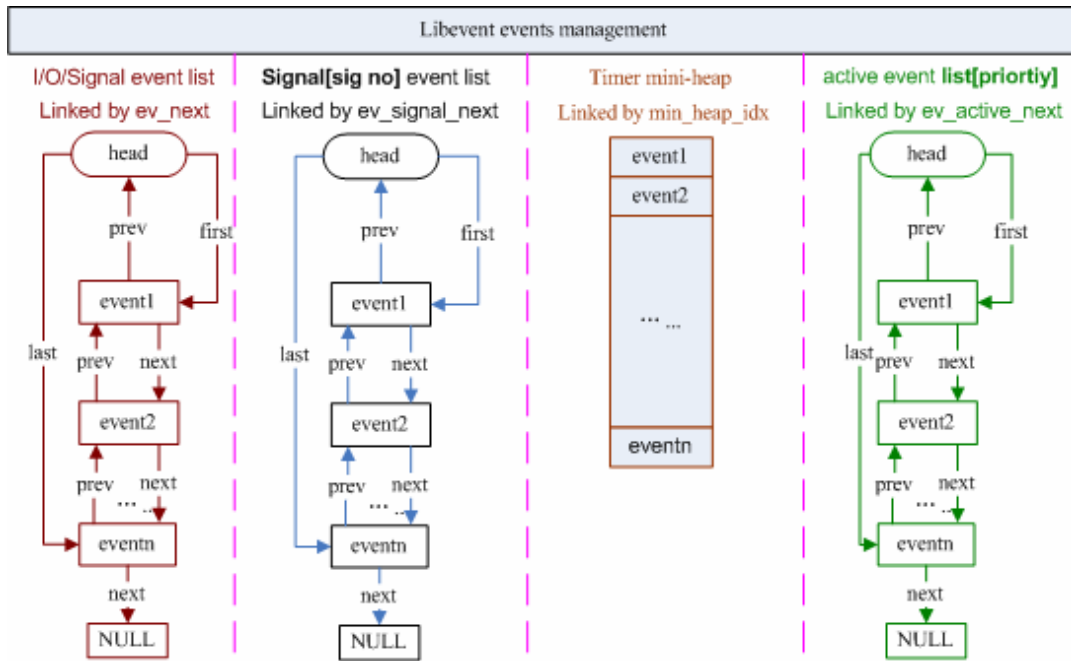 Libevent events management
I/O/Signal event list
Linked by ev_next
head
prev
first
event1
last
prev
next
event2
prev
next
... ...
eventn
next
NULL
Signal[sig no] event list
Linked by ev_signal_next
head
prev
first
event1
last
prev
next
event2
prev
next
... ...
eventn
next
NULL
Timer mini-heap
Linked by min_heap_idx
event1
event2
... ...
eventn
active event list[priortiy]
Linked by ev_active_next
head
prev
first
event1
last
prev
next
event2
prev
next
... ...
eventn
next
NULL